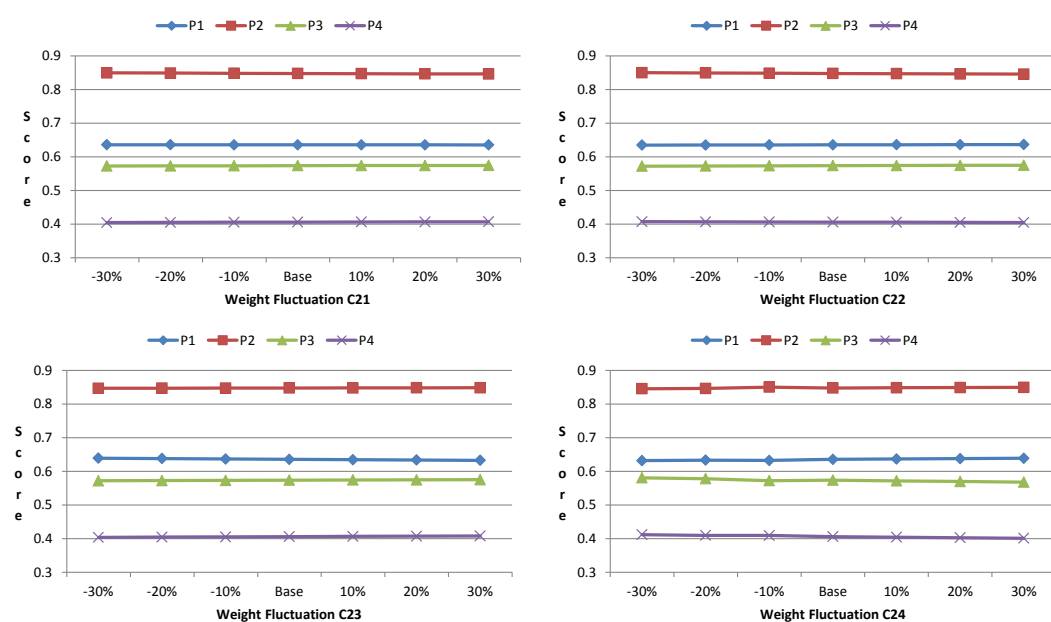 P1 P2 P3 P4
0.9
0.8
0.7
0.6
0.5
0.4
0.3
S
c
o
r
e
-30% -20% -10% Base 10% 20% 30%
Weight Fluctuation C21
P1 P2 P3 P4
0.9
0.8
0.7
0.6
0.5
0.4
0.3
S
c
o
r
e
-30% -20% -10% Base 10% 20% 30%
Weight Fluctuation C22
P1 P2 P3 P4
0.9
0.8
0.7
0.6
0.5
0.4
0.3
S
c
o
r
e
-30% -20% -10% Base 10% 20% 30%
Weight Fluctuation C23
P1 P2 P3 P4
0.9
0.8
0.7
0.6
0.5
0.4
0.3
S
c
o
r
e
-30% -20% -10% Base 10% 20% 30%
Weight Fluctuation C24